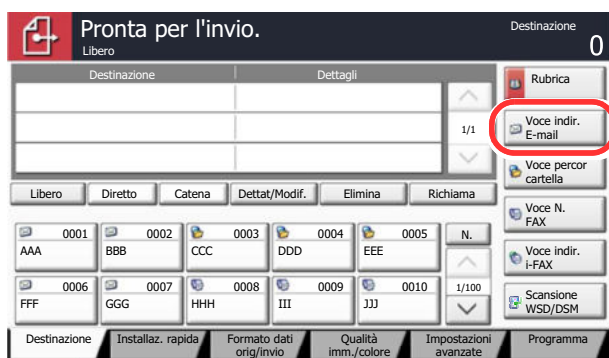 Pronta per l'invio.
Libero
Destinazione
0
Destinazione Dettagli
1/1
Libero Diretto Catena Dettat/Modif. Elimina Richiama
0001 0002 0003 0004 0005 N.
AAA BBB CCC DDD EEE
0006 0007 0008 0009 0010 1/100
FFF GGG HHH III JJJ
Rubrica
Voce indir.
E-mail
Voce percor
cartella
Voce N.
FAX
Voce indir.
i-FAX
Scansione
WSD/DSM
Destinazione Installaz. rapida Formato dati
orig/invio
Qualità
imm./colore
Impostazioni
avanzate
Programma